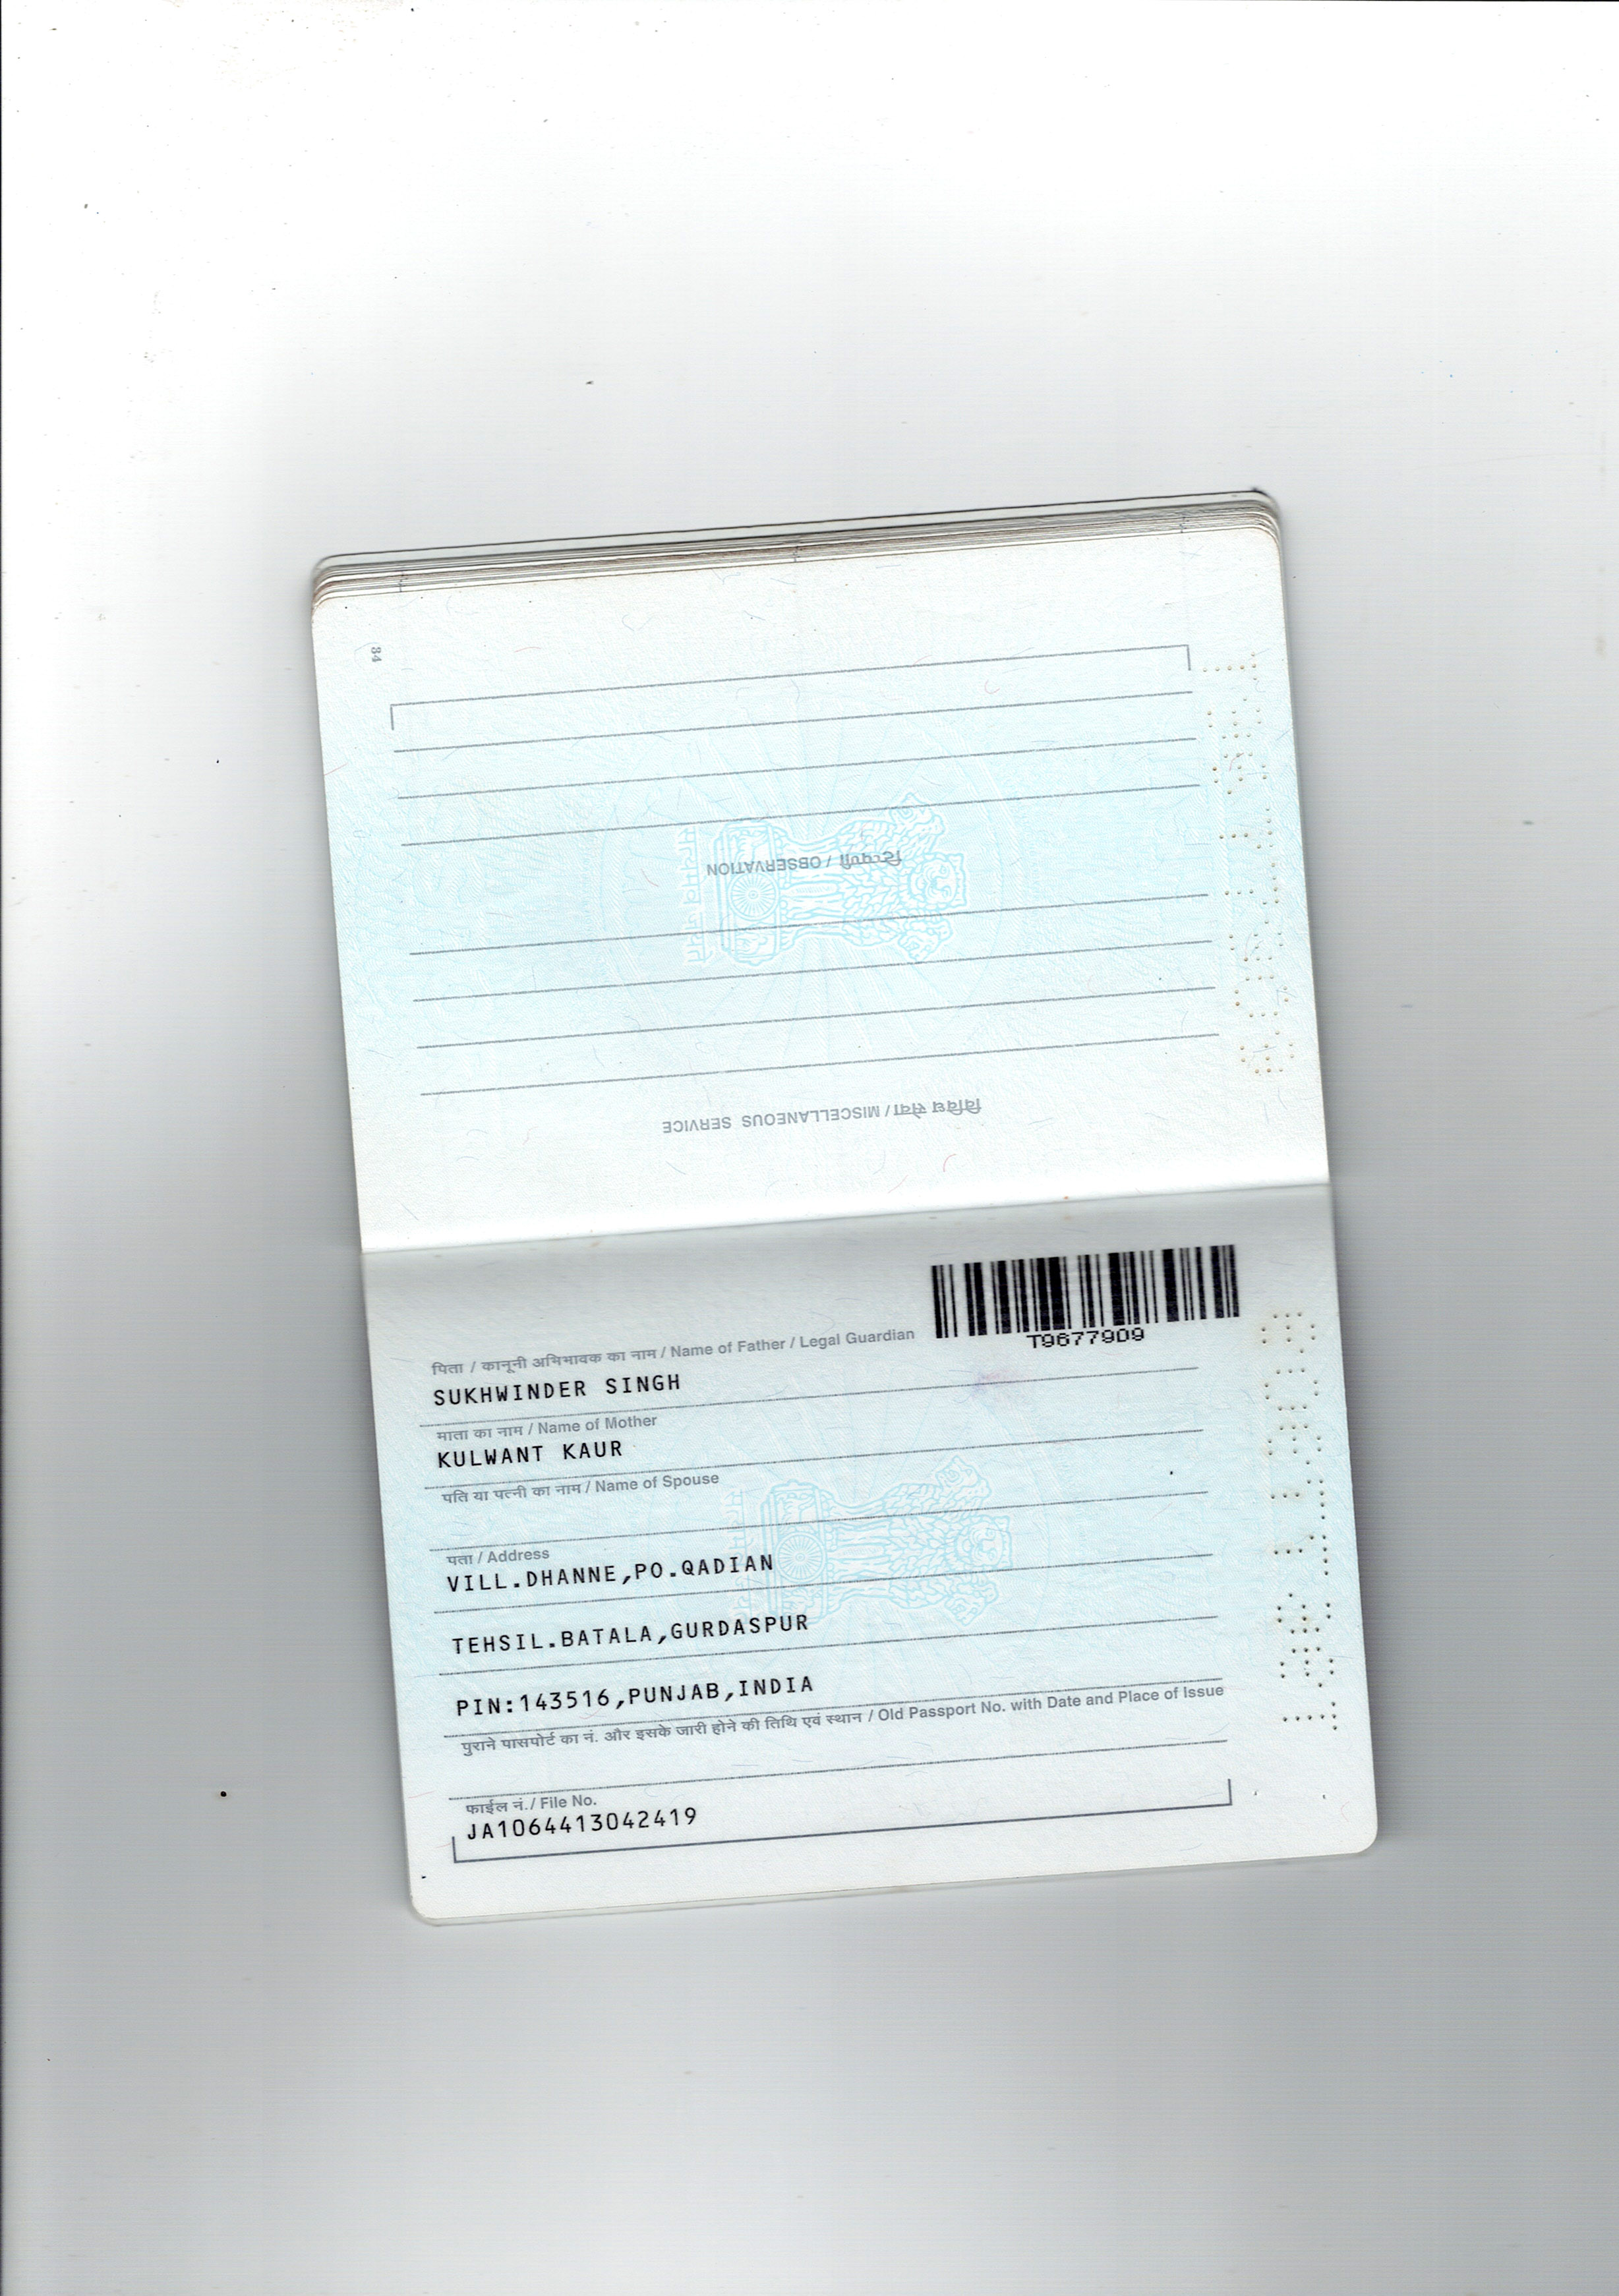 34
टिप्पणी / OBSERVATION
विविध सेवा / MISCELLANEOUS SERVICE
T9677909
पिता / कानूनी अभिभावक का नाम / Name of Father / Legal Guardian
SUKHWINDER SINGH
माता का नाम / Name of Mother
KULWANT KAUR
पति या पत्नी का नाम / Name of Spouse
पता / Address
VILL.DHANNE,PO.QADIAN
TEHSIL.BATALA,GURDASPUR
PIN:143516,PUNJAB,INDIA
पुराने पासपोर्ट का नं. और इसके जारी होने की तिथि एवं स्थान / Old Passport No. with Date and Place of Issue
फाईल नं./ File No.
JA1064413042419